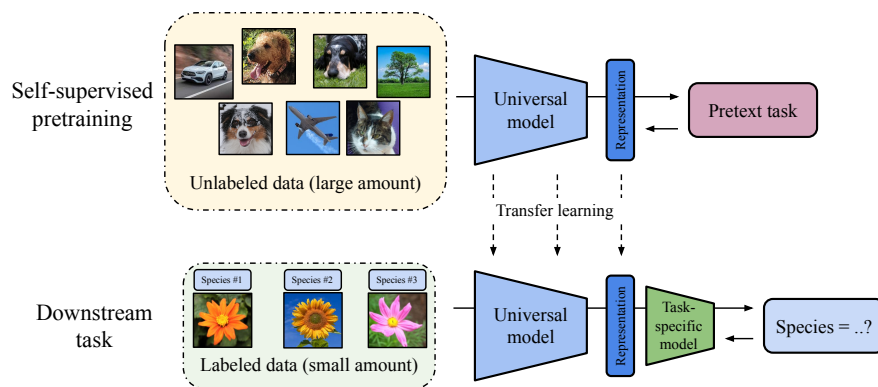 Self-supervised
pretraining
Unlabeled data (large amount)
Universal
model
Representation
Pretext task
Transfer learning
Downstream
task
Species #1
Species #2
Species #3
Labeled data (small amount)
Universal
model
Representation
Task-
specific
model
Species = ..?